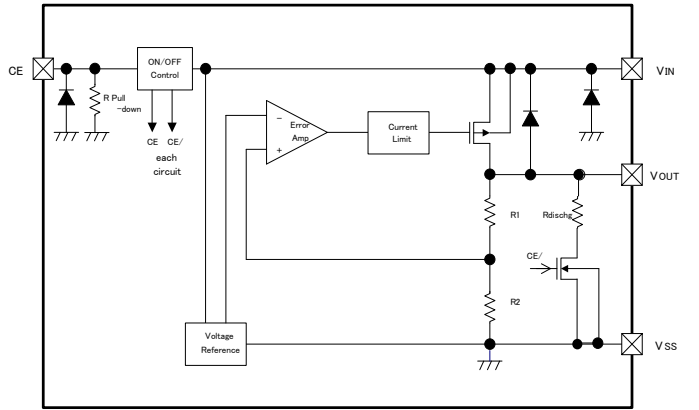 ON/OFF
Control
CE
VIN
R Pull
-down
CE CE/
each
circuit
−
Error
Amp
+
Current
Limit
VOUT
R1
Rdischg
CE/
R2
Voltage
Reference
VSS